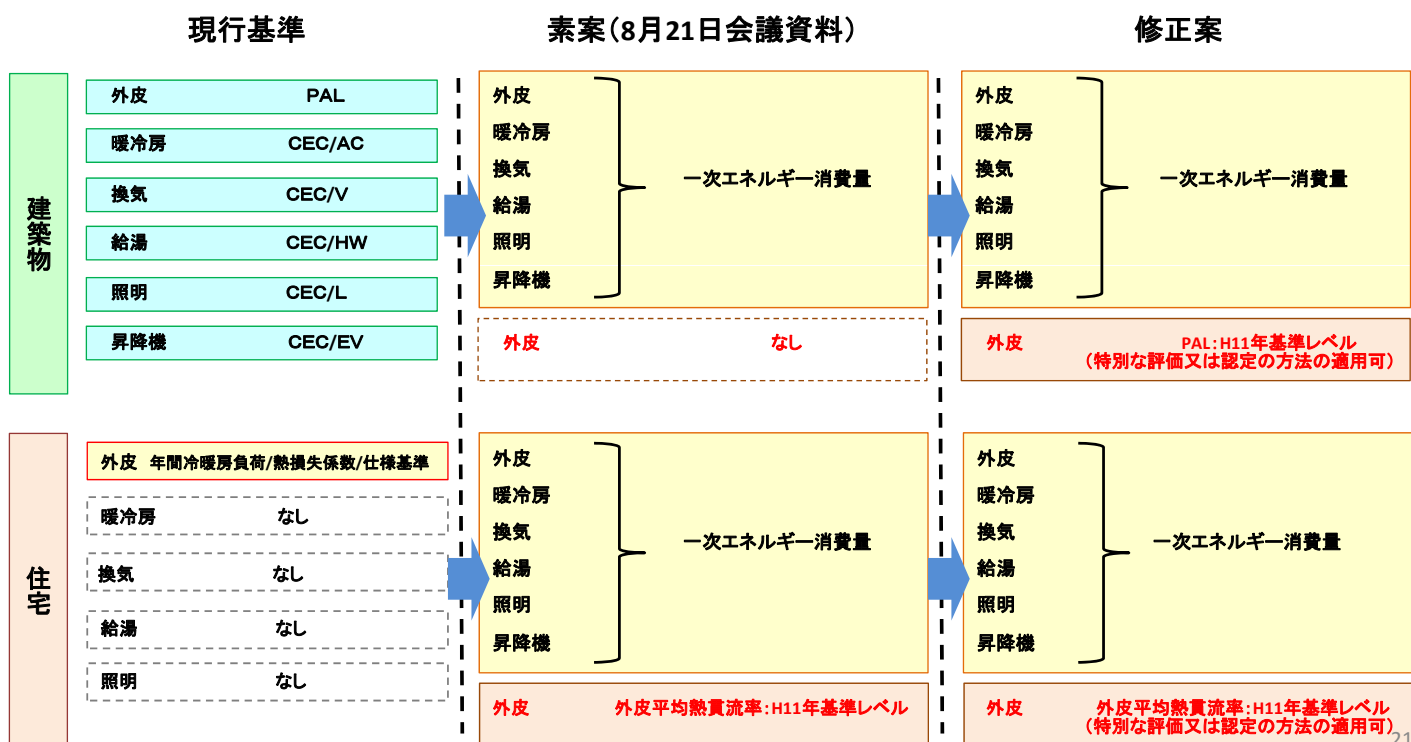 現行基準
素案(8月21日会議資料)
修正案
建築物
外皮 PAL
暖冷房 CEC/AC
換気 CEC/V
給湯 CEC/HW
照明 CEC/L
昇降機 CEC/EV
外皮
暖冷房
換気
給湯
照明
昇降機
一次エネルギー消費量
外皮 なし
外皮
暖冷房
換気
給湯
照明
昇降機
一次エネルギー消費量
外皮 PAL:H11年基準レベル
(特別な評価又は認定の方法の適用可)
住宅
外皮 年間冷暖房負荷/熱損失係数/仕様基準
暖冷房 なし
換気 なし
給湯 なし
照明 なし
外皮
暖冷房
換気
給湯
照明
昇降機
一次エネルギー消費量
外皮 外皮平均熱貫流率:H11年基準レベル
外皮
暖冷房
換気
給湯
照明
昇降機
一次エネルギー消費量
外皮 外皮平均熱貫流率:H11年基準レベル
(特別な評価又は認定の方法の適用可)
21